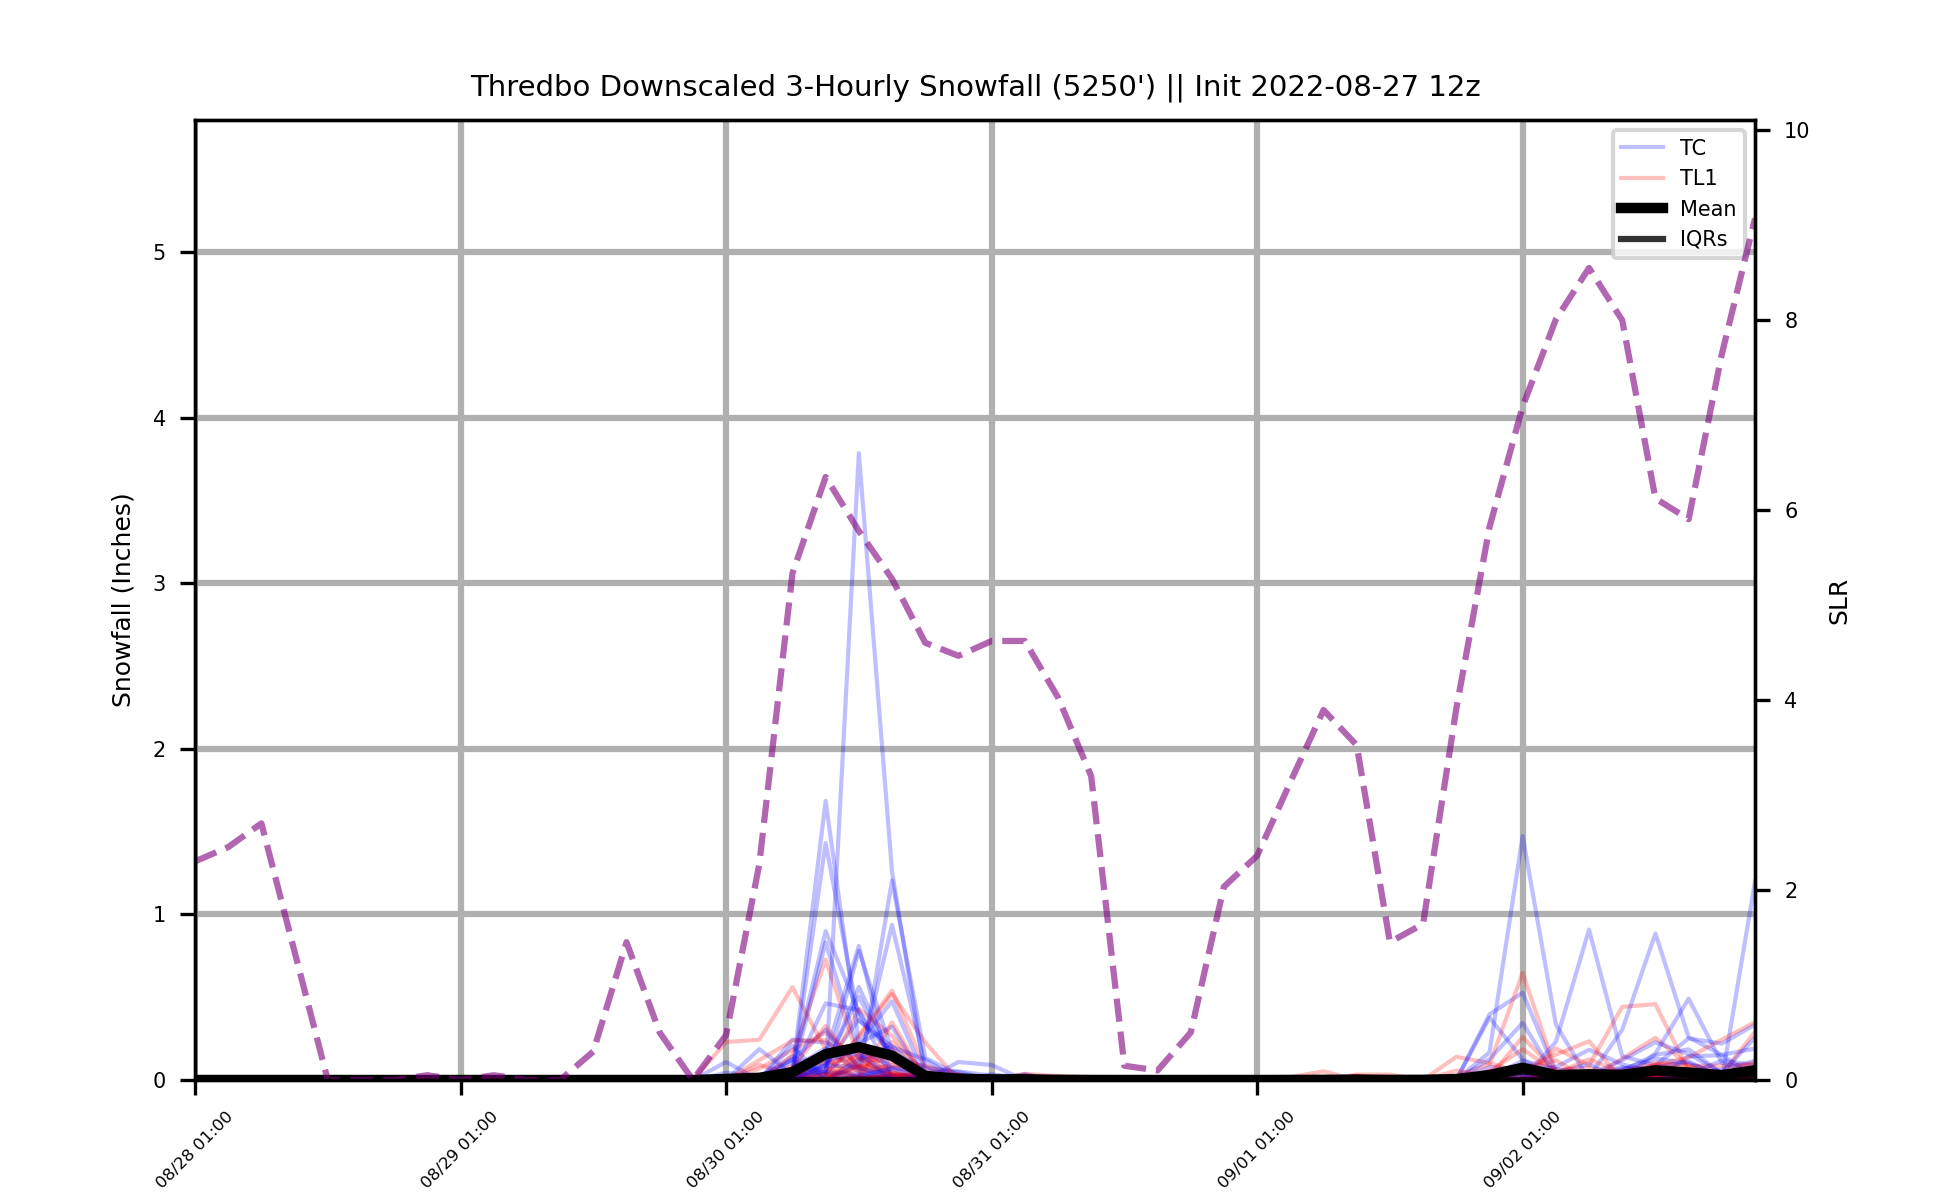 Thredbo Downscaled 3-Hourly Snowfall (5250') || Init 2022-08-27 12z
TC
TL1
Mean
IQRs
Snowfall (Inches)
5
4
3
2
1
0
10
8
6
4
2
0
SLR
08/28 01:00
08/29 01:00
08/30 01:00
08/31 01:00
09/01 01:00
09/02 01:00